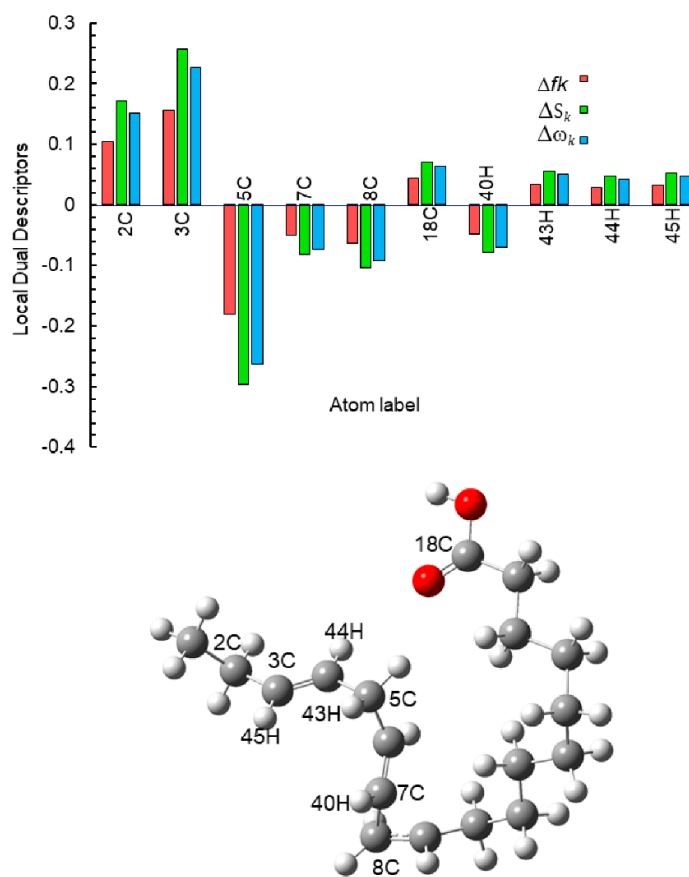 0.3
0.2
0.1
0
-0.1
-0.2
-0.3
-0.4
Local Dual Descriptors
Δfk
ΔSₖ
Δωₖ
2C
3C
5C
7C
8C
18C
40H
43H
44H
45H
Atom label
18C
44H
2C
3C
43H
5C
45H
40H
7C
8C